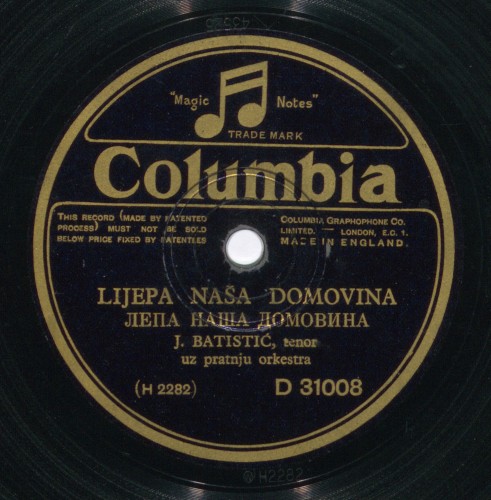 "Magic Notes"
TRADE MARK
Columbia
THIS RECORD (MADE BY PATENTED
PROCESS) MUST NOT BE SOLD
BELOW PRICE FIXED BY PATENTEES
COLUMBIA GRAPHOPHONE CO.
LIMITED. — LONDON, E.C. 1.
MADE IN ENGLAND.
LIJEPA NAŠA DOMOVINA
ЛЕПА НАША ДОМОВИНА
J. BATISTIĆ, tenor
uz pratnju orkestra
(H 2282) D 31008
H2282